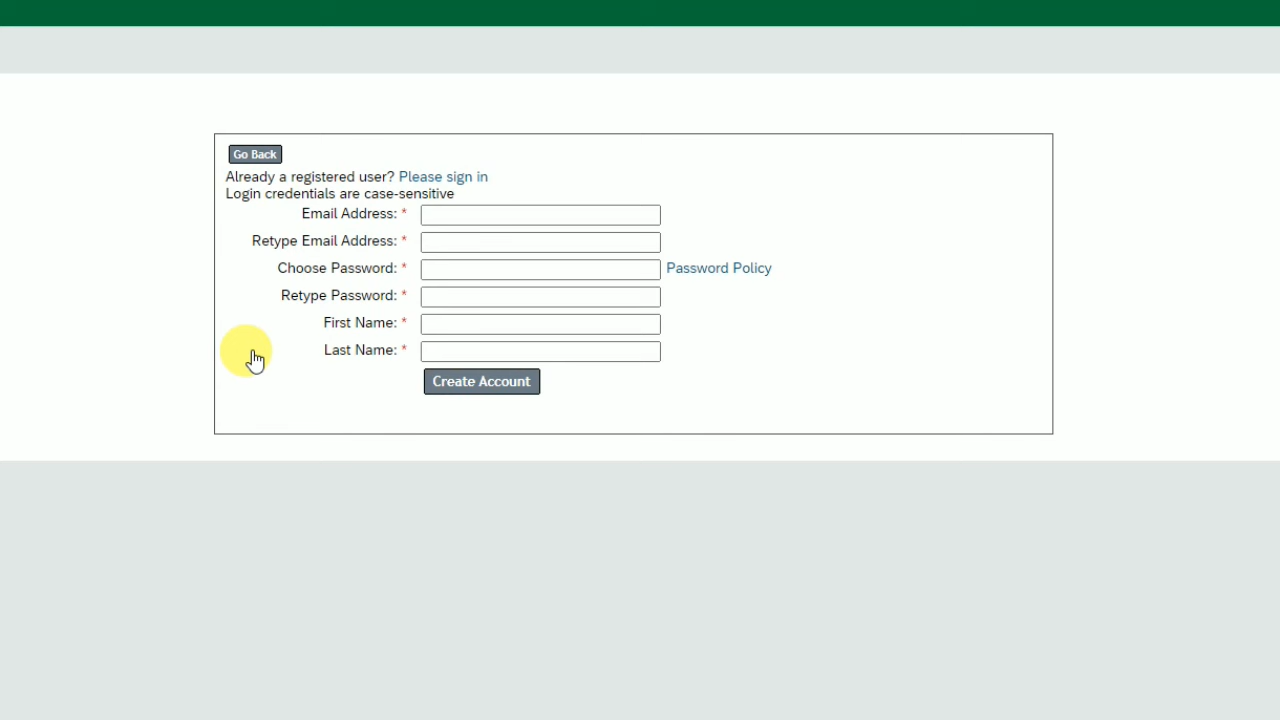 Go Back
Already a registered user? Please sign in
Login credentials are case-sensitive
Email Address: *
Retype Email Address: *
Choose Password: * Password Policy
Retype Password: *
First Name: *
Last Name: *
Create Account